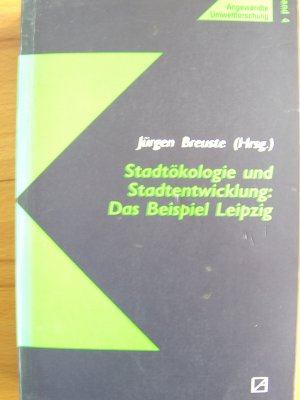 Angewandte
Umweltforschung
Band 4
Jürgen Breuste (Hrsg.)
Stadtökologie und
Stadtentwicklung:
Das Beispiel Leipzig